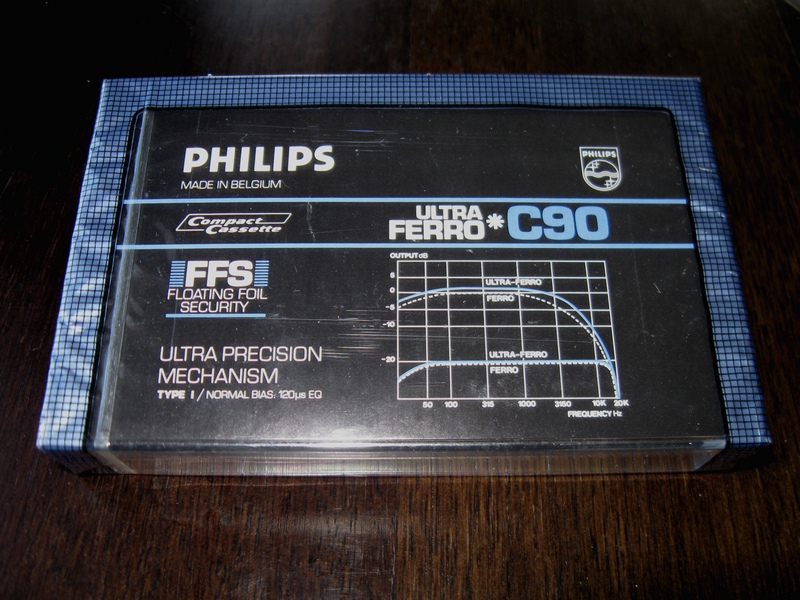 PHILIPS
MADE IN BELGIUM
PHILIPS
Compact
Cassette
ULTRA
FERRO * C90
FFS
FLOATING FOIL
SECURITY
ULTRA PRECISION
MECHANISM
TYPE I / NORMAL BIAS: 120µs EQ
OUTPUT dB
5
0
-5
-10
-20
ULTRA-FERRO
FERRO
ULTRA-FERRO
FERRO
50 100 315 1000 3150 10K 20K
FREQUENCY Hz